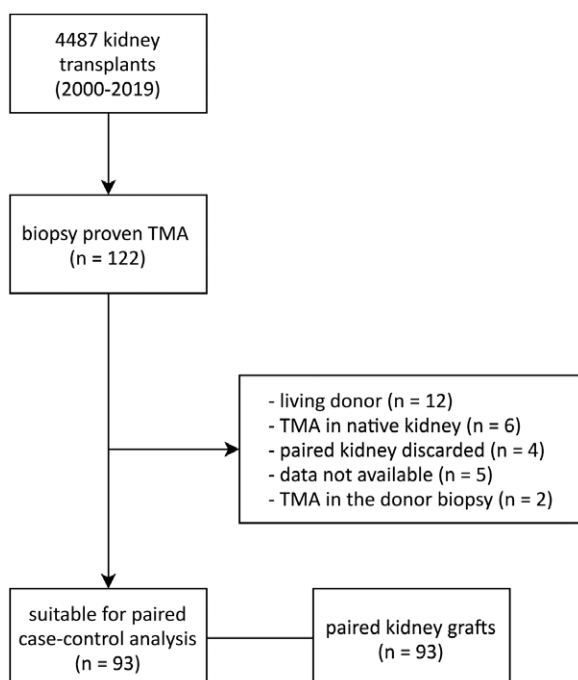 4487 kidney
transplants
(2000-2019)
biopsy proven TMA
(n = 122)
- living donor (n = 12)
- TMA in native kidney (n = 6)
- paired kidney discarded (n = 4)
- data not available (n = 5)
- TMA in the donor biopsy (n = 2)
suitable for paired
case-control analysis
(n = 93)
paired kidney grafts
(n = 93)